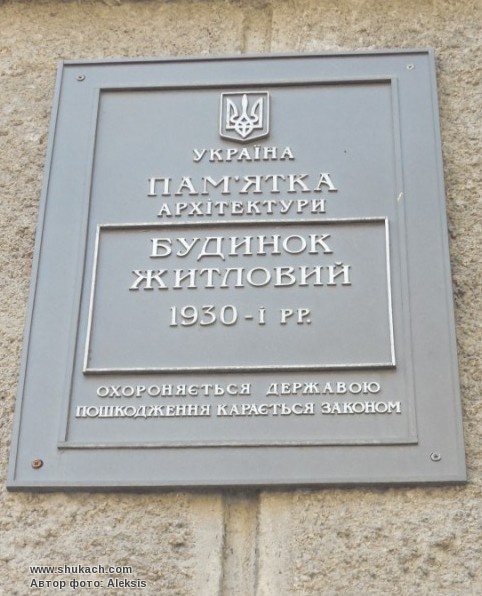 УКРАЇНА
ПАМ'ЯТКА
АРХІТЕКТУРИ
БУДИНОК
ЖИТЛОВИЙ
1930-і РР.
ОХОРОНЯЄТЬСЯ ДЕРЖАВОЮ
ПОШКОДЖЕННЯ КАРАЄТЬСЯ ЗАКОНОМ
www.shukach.com
Автор фото: Aleksis